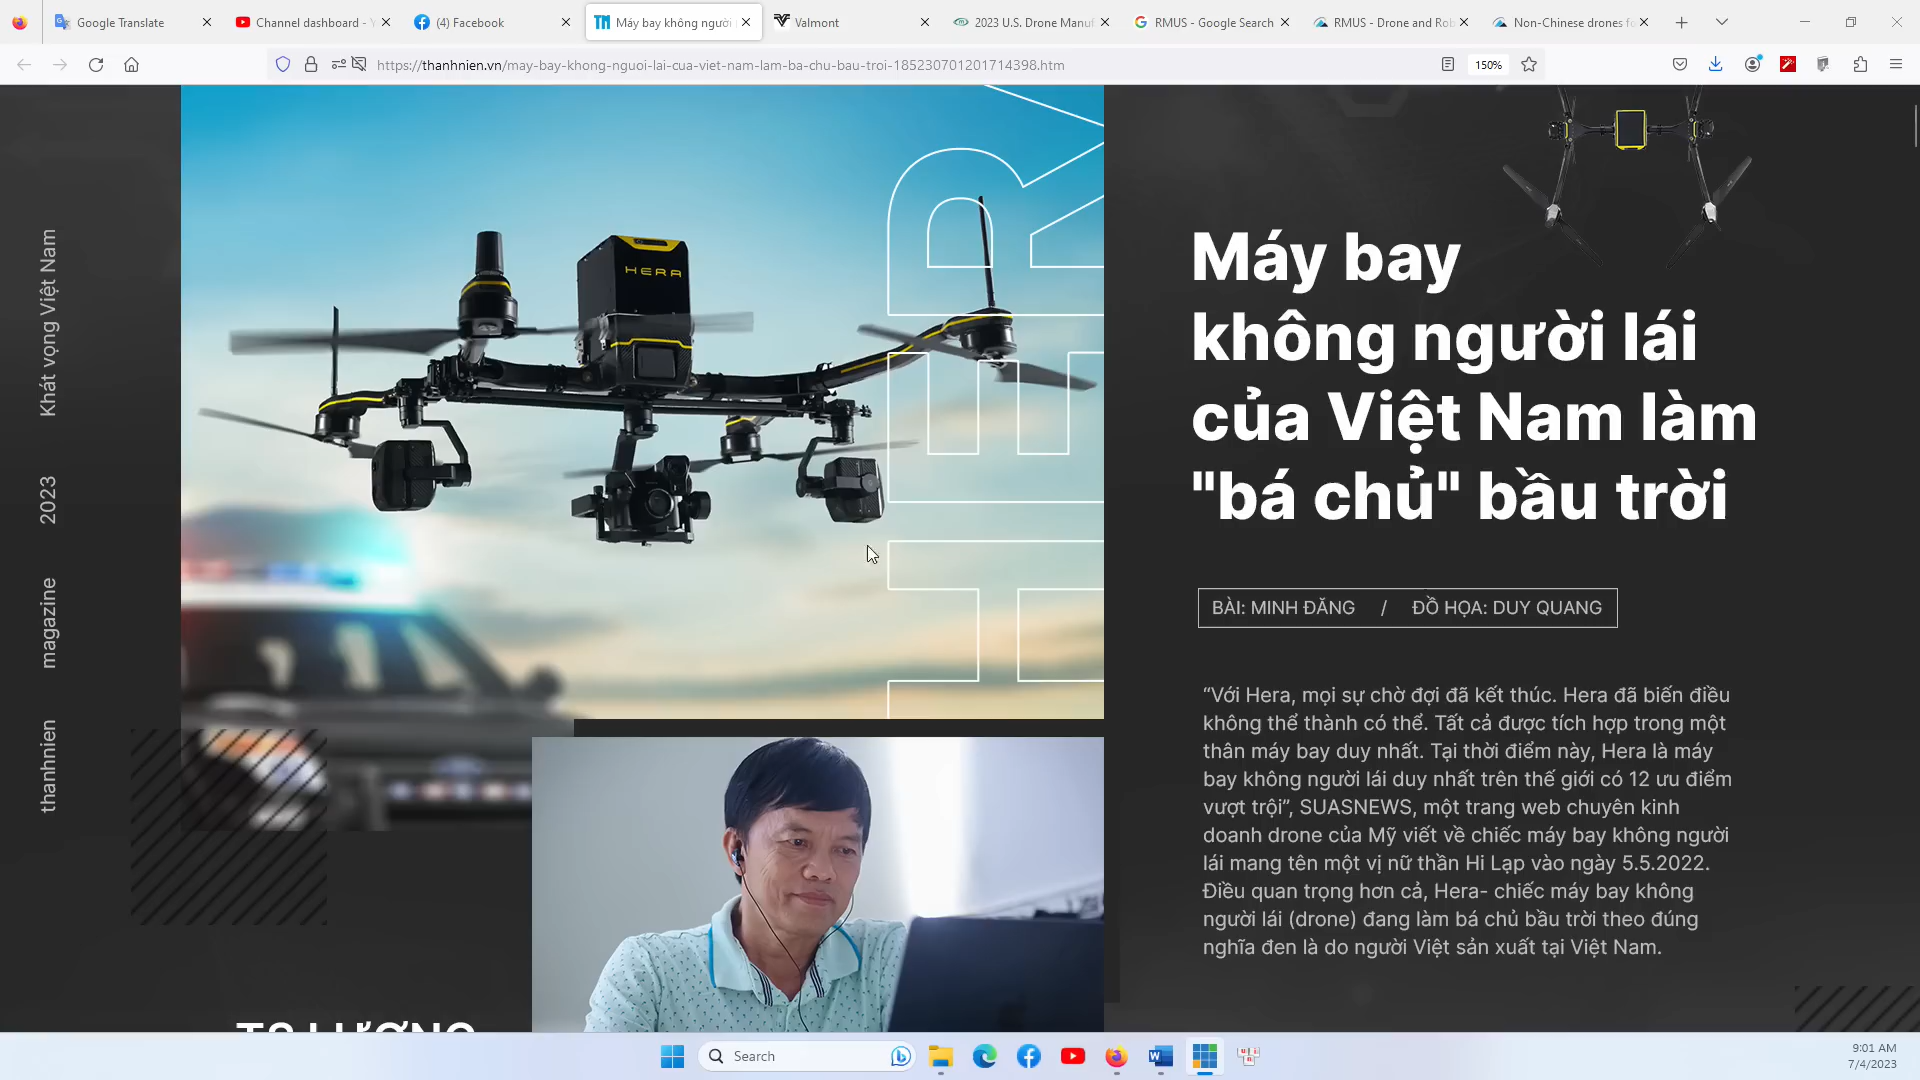 Google Translate
Channel dashboard - Y
(4) Facebook
Máy bay không người
Valmont
2023 U.S. Drone Manuf
RMUS - Google Search
RMUS - Drone and Rob
Non-Chinese drones fo
https://thanhnien.vn/may-bay-khong-nguoi-lai-cua-viet-nam-lam-ba-chu-bau-troi-185230701201714398.htm
150%
Khát vọng Việt Nam
2023
magazine
thanhnien
HERA
HER
Máy bay
không người lái
của Việt Nam làm
"bá chủ" bầu trời
BÀI: MINH ĐĂNG / ĐỒ HỌA: DUY QUANG
“Với Hera, mọi sự chờ đợi đã kết thúc. Hera đã biến điều
không thể thành có thể. Tất cả được tích hợp trong một
thân máy bay duy nhất. Tại thời điểm này, Hera là máy
bay không người lái duy nhất trên thế giới có 12 ưu điểm
vượt trội”, SUASNEWS, một trang web chuyên kinh
doanh drone của Mỹ viết về chiếc máy bay không người
lái mang tên một vị nữ thần Hi Lạp vào ngày 5.5.2022.
Điều quan trọng hơn cả, Hera- chiếc máy bay không
người lái (drone) đang làm bá chủ bầu trời theo đúng
nghĩa đen là do người Việt sản xuất tại Việt Nam.
TS LƯƠNG
Search
9:01 AM
7/4/2023